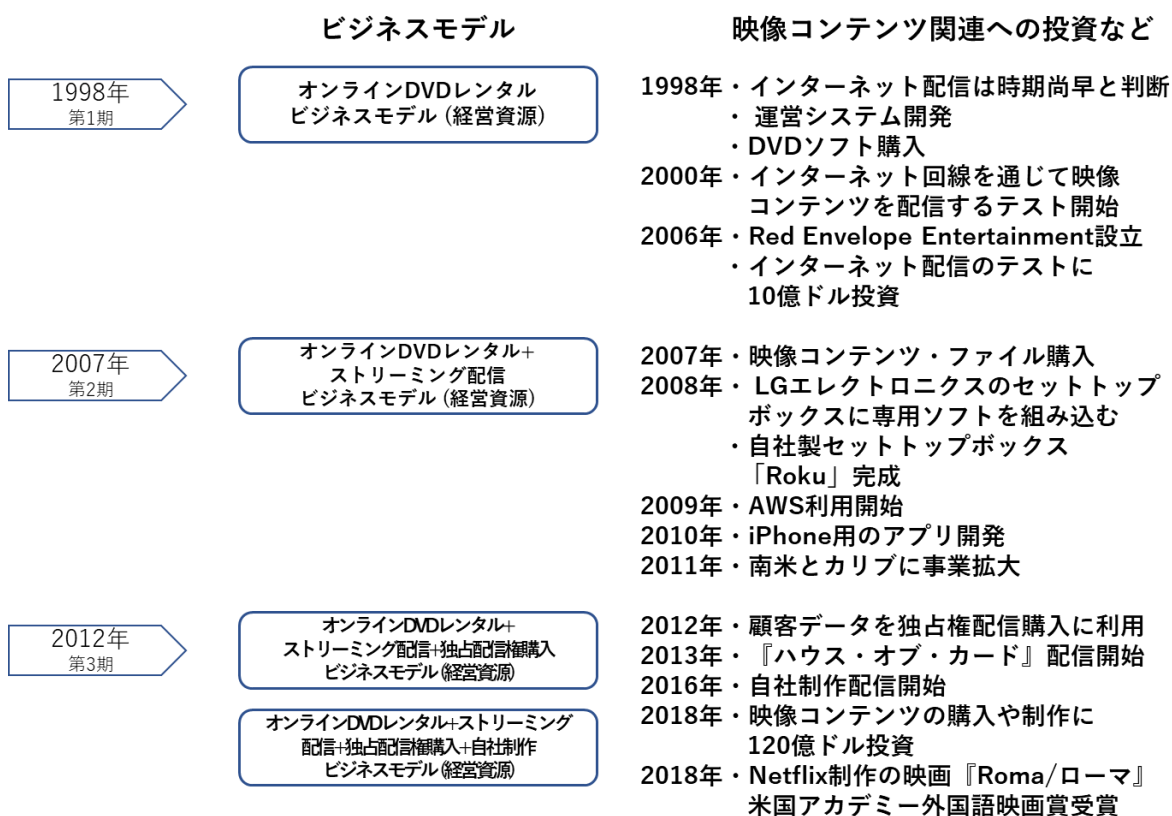 ビジネスモデル
映像コンテンツ関連への投資など
1998年
第1期
オンラインDVDレンタル
ビジネスモデル(経営資源)
1998年・インターネット配信は時期尚早と判断
・ 運営システム開発
・DVDソフト購入
2000年・インターネット回線を通じて映像
コンテンツを配信するテスト開始
2006年・Red Envelope Entertainment設立
・インターネット配信のテストに
10億ドル投資
2007年
第2期
オンラインDVDレンタル+
ストリーミング配信
ビジネスモデル(経営資源)
2007年・映像コンテンツ・ファイル購入
2008年・ LGエレクトロニクスのセットトップ
ボックスに専用ソフトを組み込む
・自社製セットトップボックス
「Roku」完成
2009年・AWS利用開始
2010年・iPhone用のアプリ開発
2011年・南米とカリブに事業拡大
2012年
第3期
オンラインDVDレンタル+
ストリーミング配信+独占配信権購入
ビジネスモデル(経営資源)
オンラインDVDレンタル+ストリーミング
配信+独占配信権購入+自社制作
ビジネスモデル(経営資源)
2012年・顧客データを独占権配信購入に利用
2013年・『ハウス・オブ・カード』配信開始
2016年・自社制作配信開始
2018年・映像コンテンツの購入や制作に
120億ドル投資
2018年・Netflix制作の映画『Roma/ローマ』
米国アカデミー外国語映画賞受賞